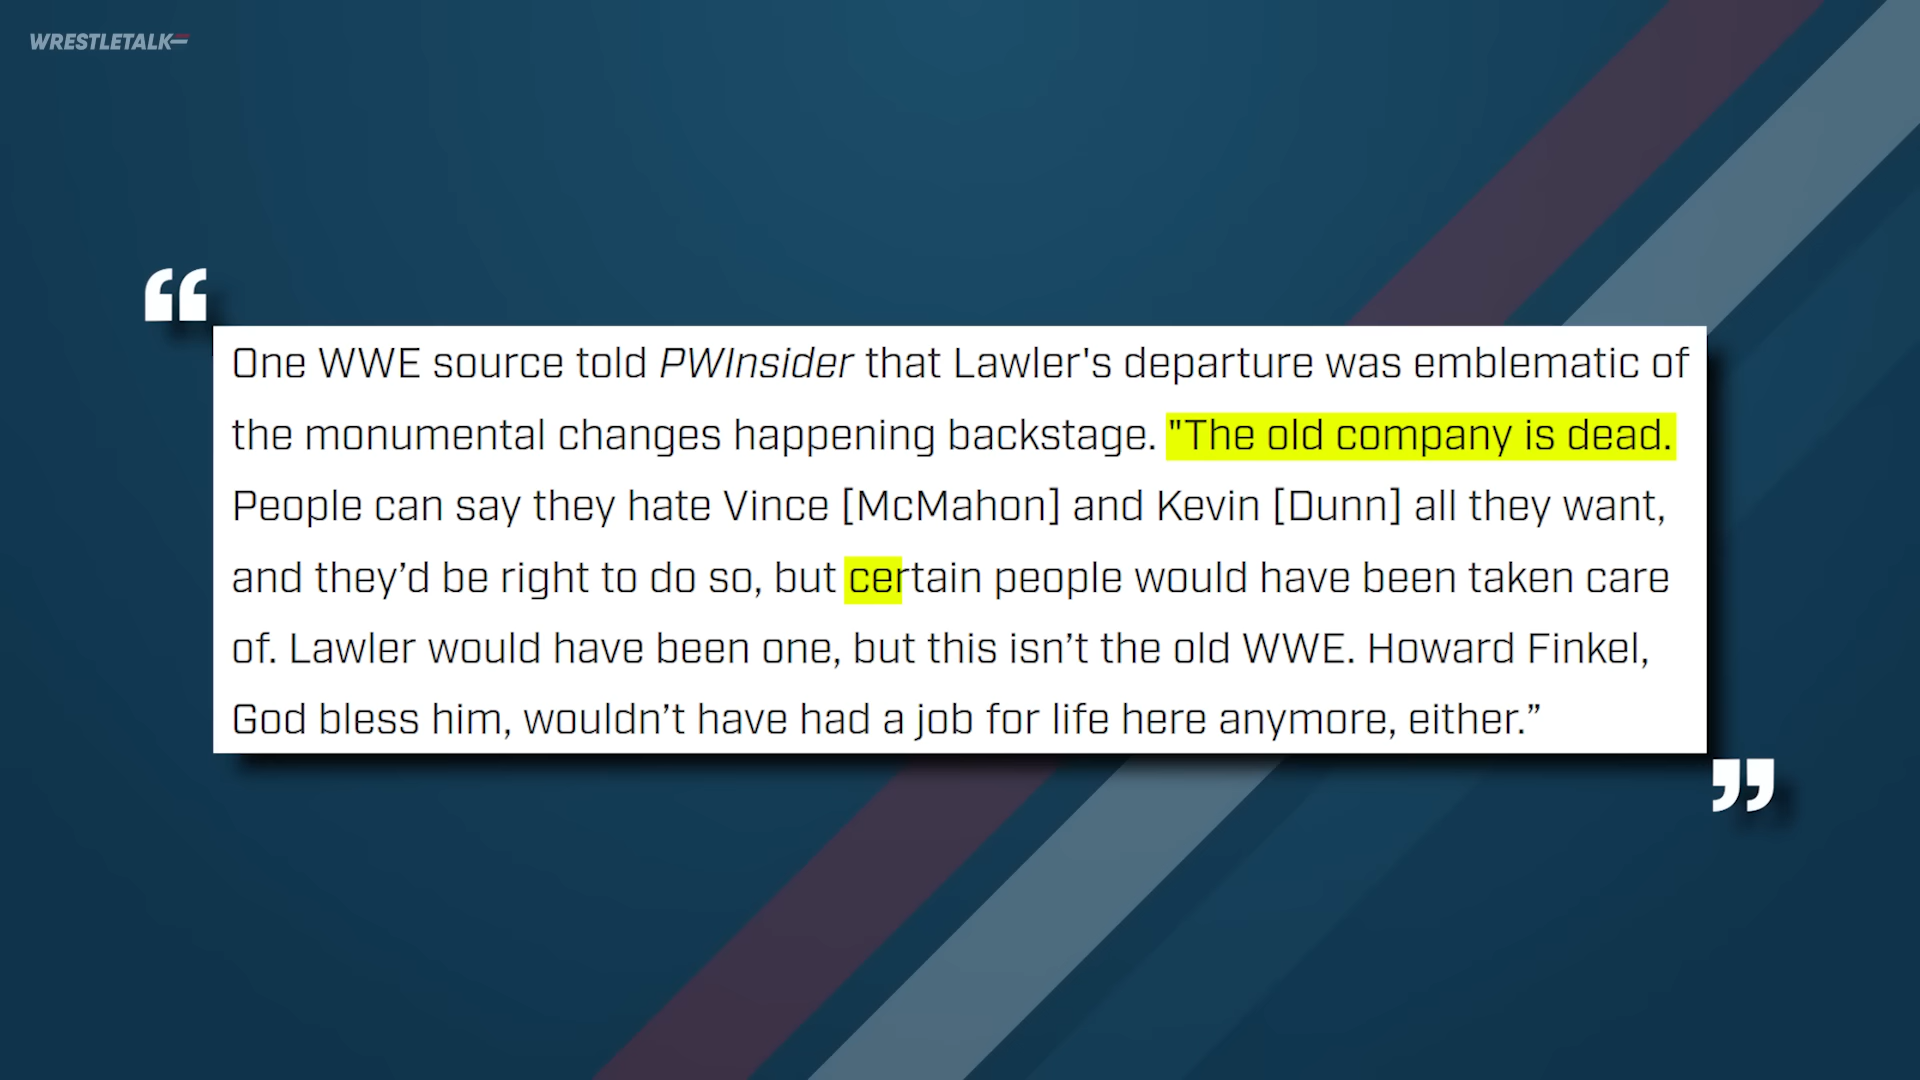 WRESTLETALK
“
One WWE source told PWInsider that Lawler's departure was emblematic of
the monumental changes happening backstage. "The old company is dead.
People can say they hate Vince [McMahon] and Kevin [Dunn] all they want,
and they’d be right to do so, but certain people would have been taken care
of. Lawler would have been one, but this isn’t the old WWE. Howard Finkel,
God bless him, wouldn’t have had a job for life here anymore, either.”
”